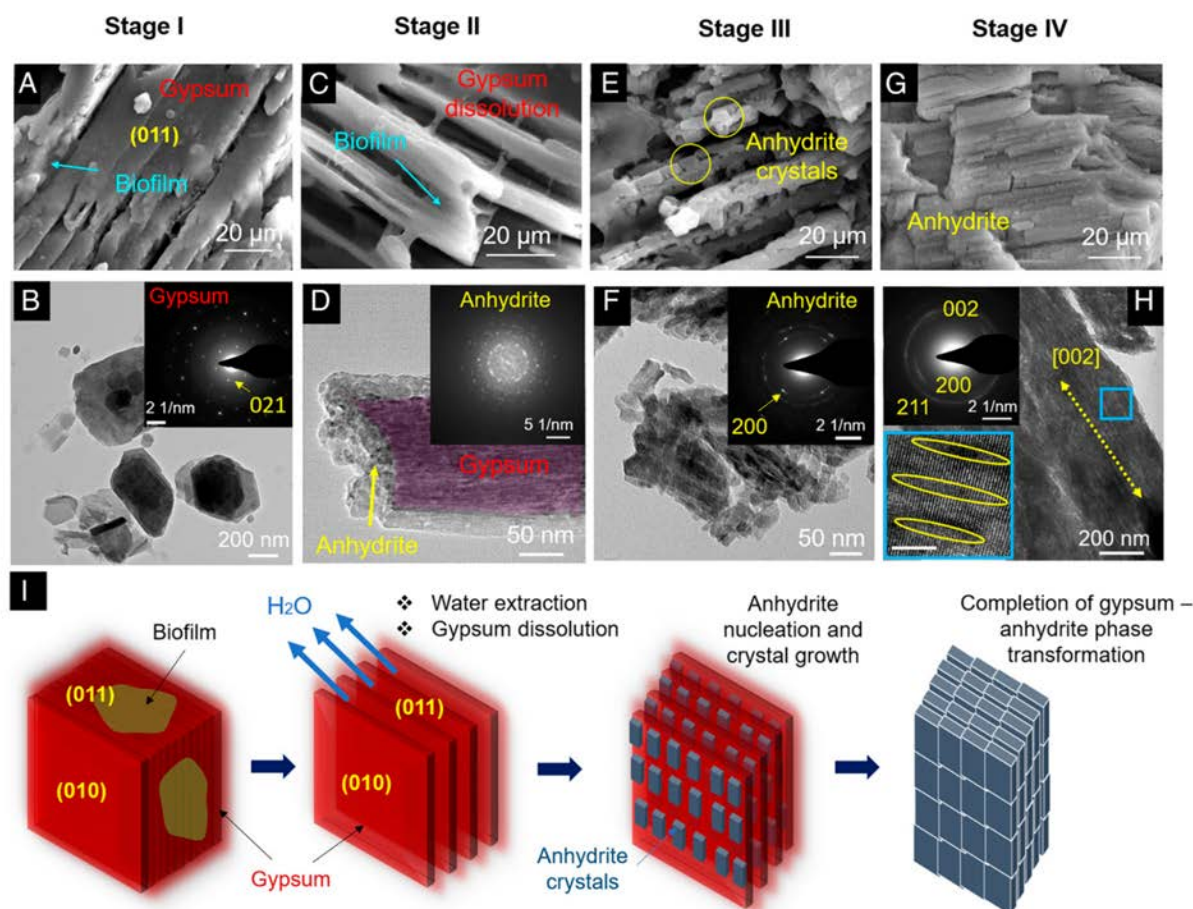 Stage I
Stage II
Stage III
Stage IV
A
Gypsum
(011)
Biofilm
20 μm
C
Gypsum
dissolution
Biofilm
20 μm
E
Anhydrite
crystals
20 μm
G
Anhydrite
20 μm
B
Gypsum
2 1/nm
021
200 nm
D
Anhydrite
5 1/nm
Gypsum
Anhydrite
50 nm
F
Anhydrite
200
2 1/nm
50 nm
H
002
200
211
2 1/nm
[002]
200 nm
I
Biofilm
(011)
(010)
Gypsum
H2O
❖ Water extraction
❖ Gypsum dissolution
(011)
(010)
Anhydrite
nucleation and
crystal growth
Anhydrite
crystals
Completion of gypsum –
anhydrite phase
transformation